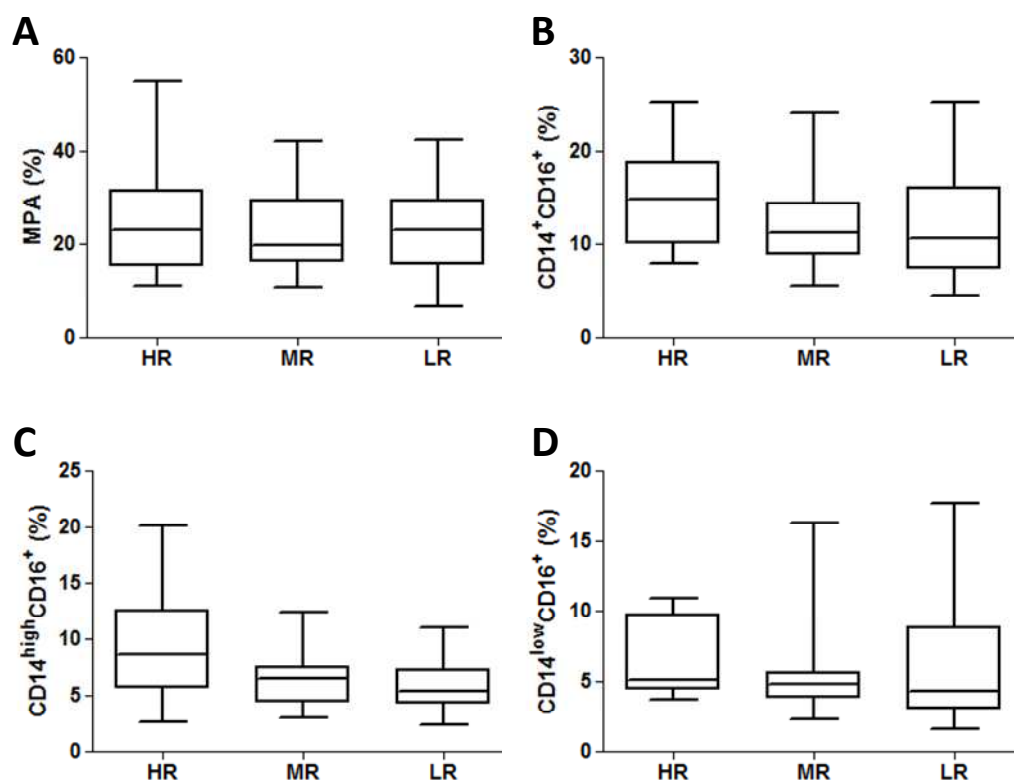 A
MPA (%)
60
40
20
0
HR MR LR
B
CD14⁺CD16⁺ (%)
30
20
10
0
HR MR LR
C
CD14ʰⁱᵍʰCD16⁺ (%)
25
20
15
10
5
0
HR MR LR
D
CD14ˡᵒʷCD16⁺ (%)
20
15
10
5
0
HR MR LR